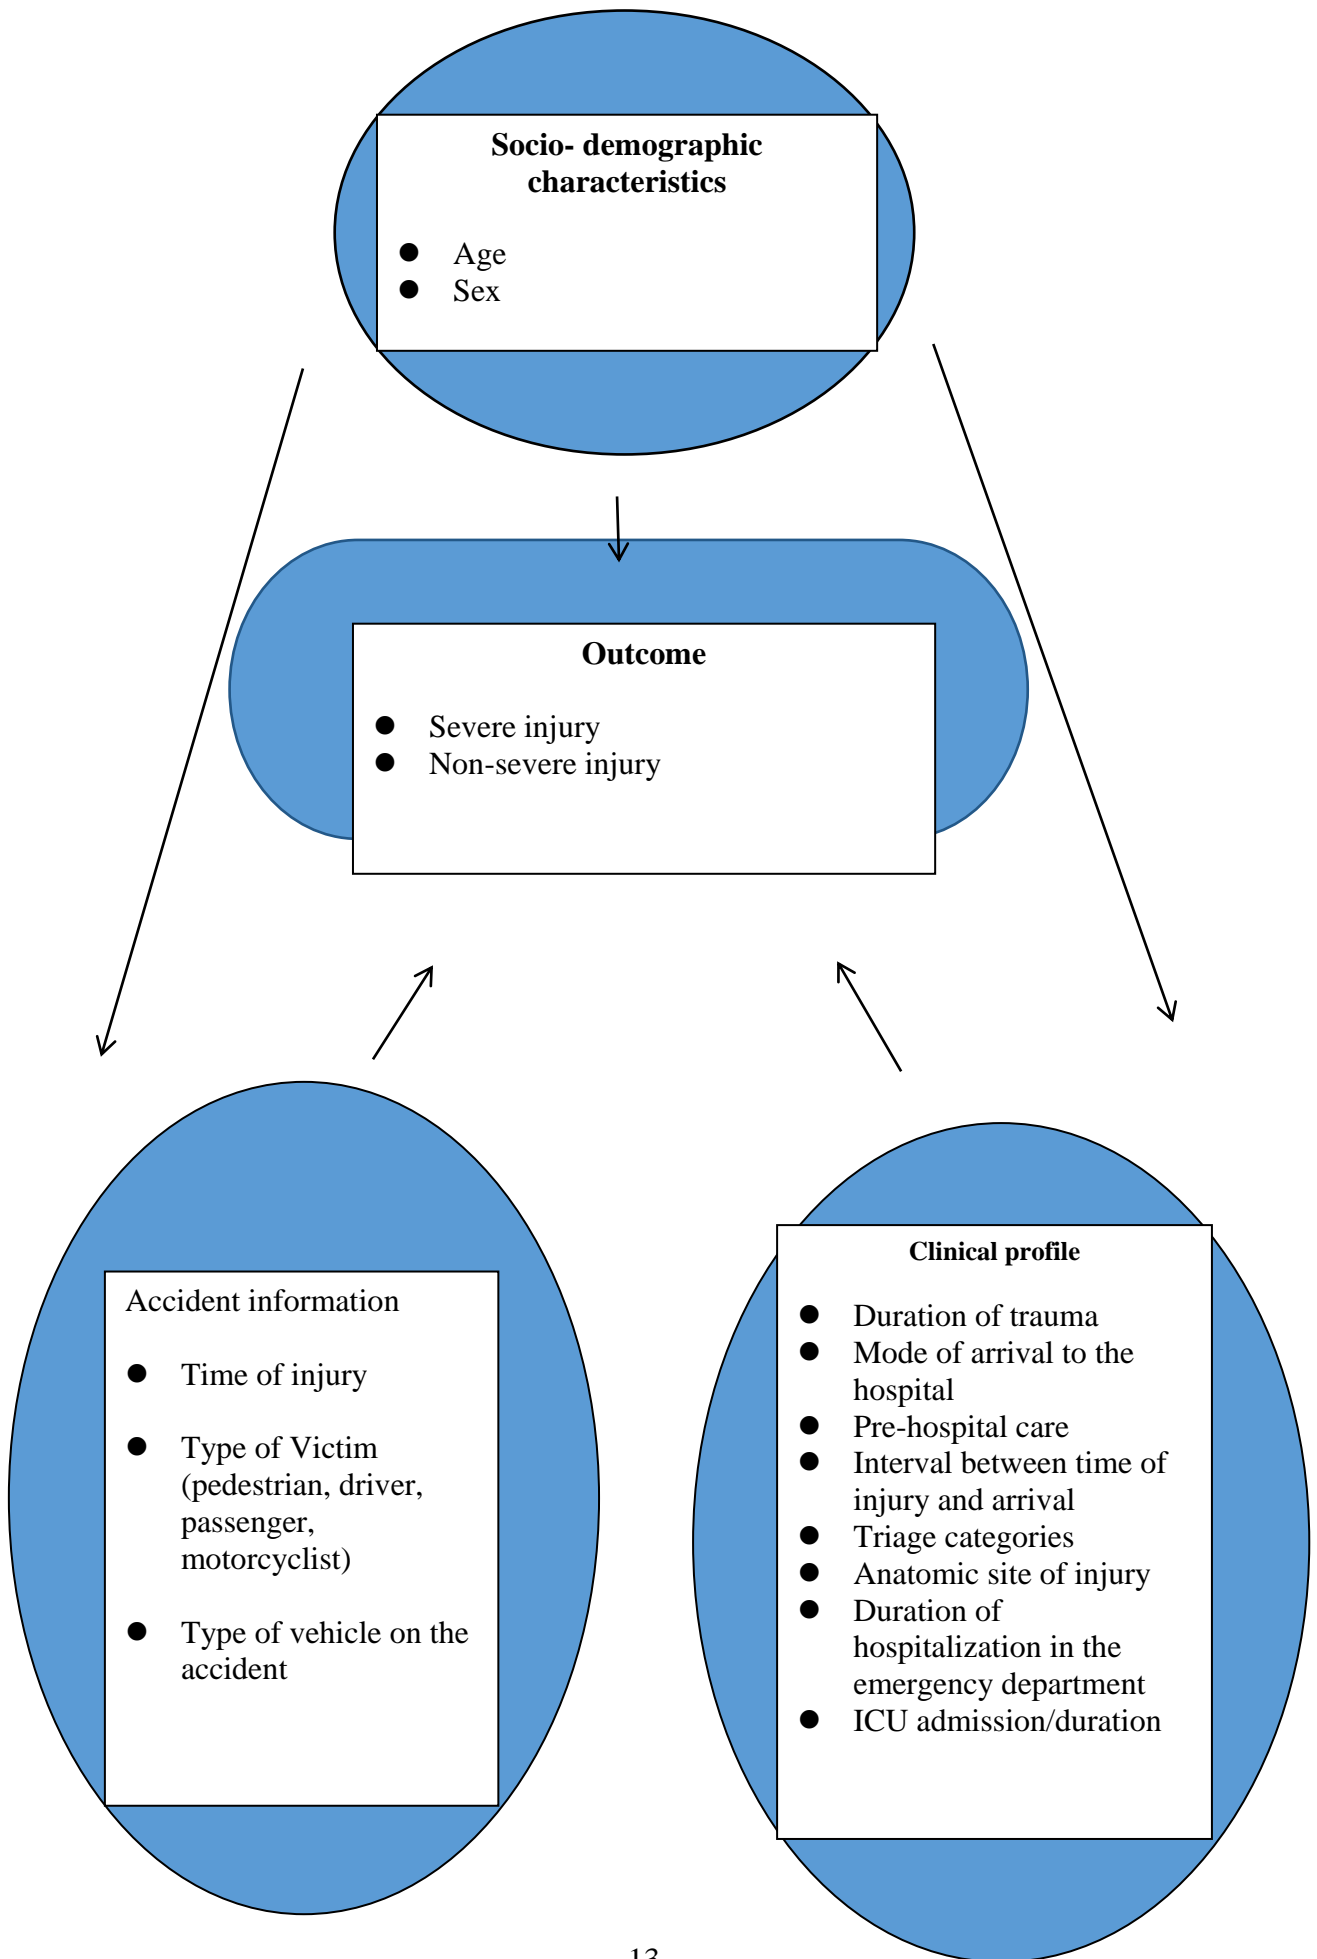 Socio- demographic
characteristics
● Age
● Sex
Outcome
● Severe injury
● Non-severe injury
Accident information
● Time of injury
● Type of Victim
(pedestrian, driver,
passenger,
motorcyclist)
● Type of vehicle on the
accident
Clinical profile
● Duration of trauma
● Mode of arrival to the
hospital
● Pre-hospital care
● Interval between time of
injury and arrival
● Triage categories
● Anatomic site of injury
● Duration of
hospitalization in the
emergency department
● ICU admission/duration
13